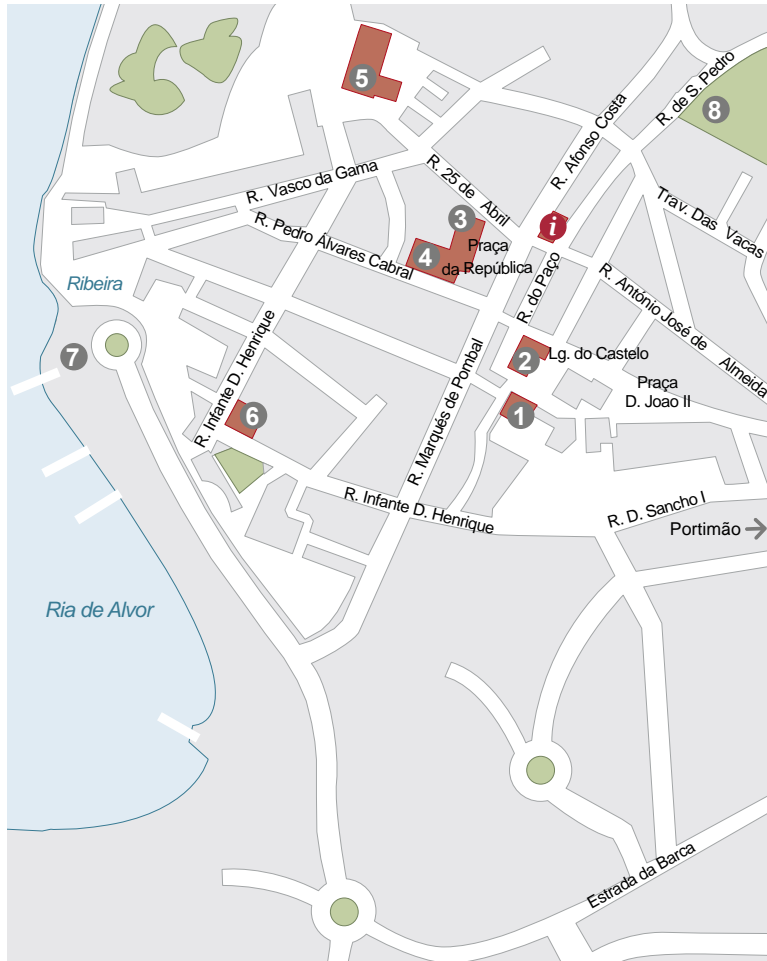 5
8
R. de S. Pedro
R. Afonso Costa
R. Vasco da Gama
R. 25 de Abril
Trav. Das Vacas
R. Pedro Álvares Cabral
3
i
4
Praça
da República
R. do Paço
R. António José de Almeida
Ribeira
7
R. Infante D. Henrique
R. Marqués de Pombal
2
Lg. do Castelo
Praça
D. Joao II
6
1
R. Infante D. Henrique
R. D. Sancho I
Portimão
Ria de Alvor
Estrada da Barca